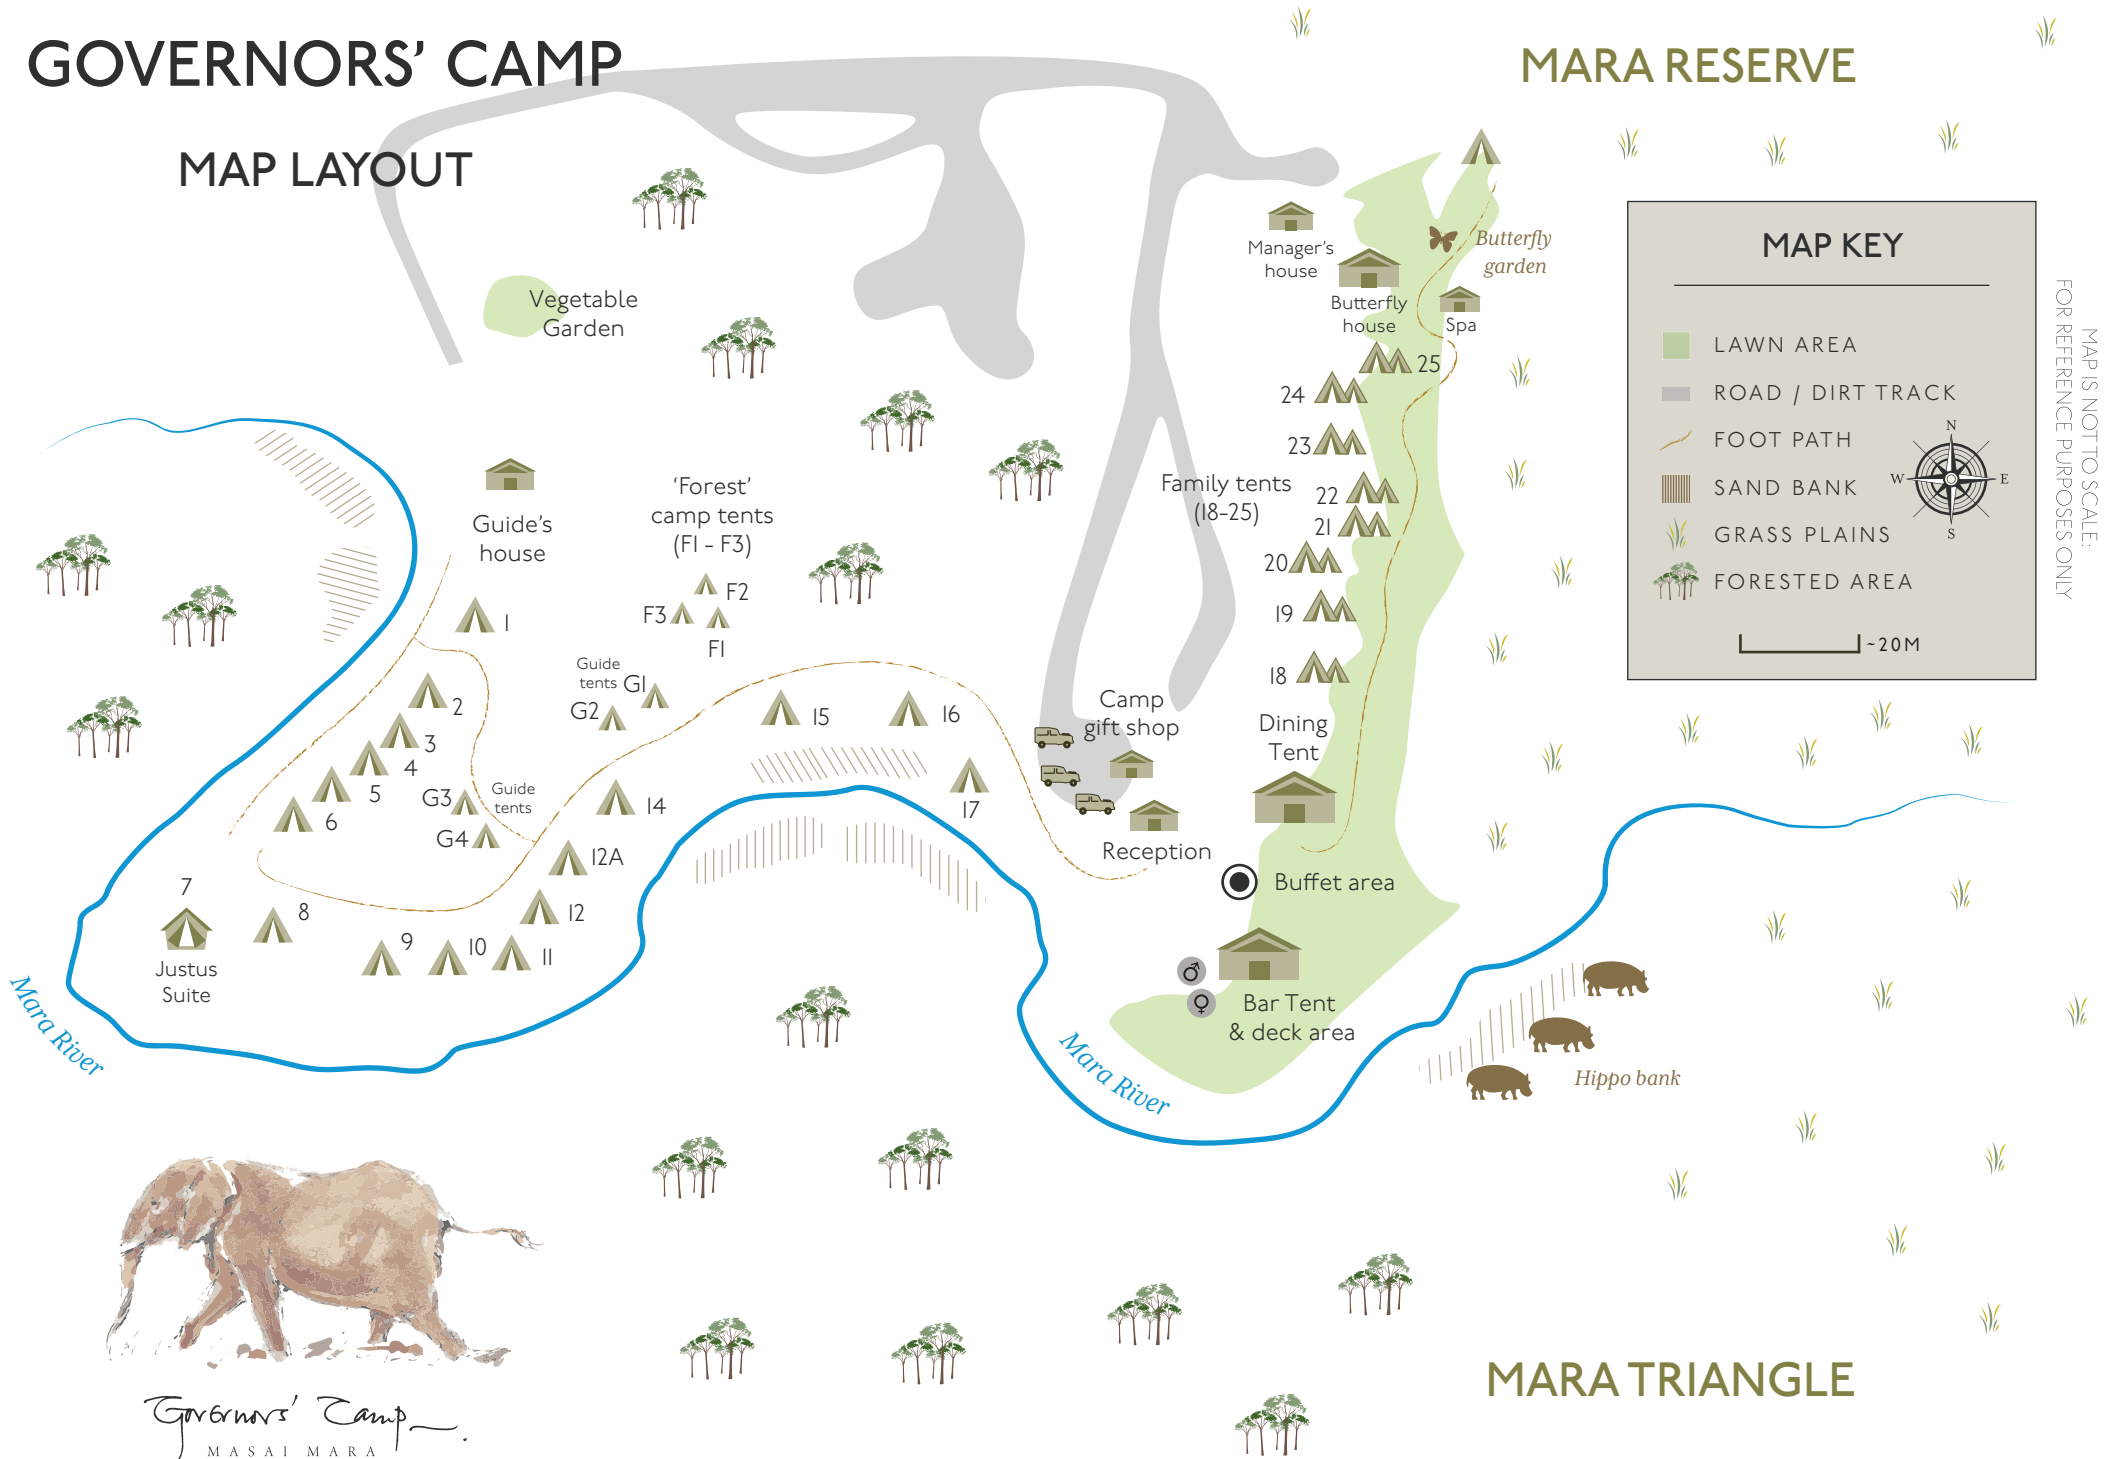 GOVERNORS’ CAMP
MAP LAYOUT
MARA RESERVE
Manager’s
house
Butterfly
garden
Butterfly
house
Spa
Vegetable
Garden
MAP KEY
LAWN AREA
ROAD / DIRT TRACK
FOOT PATH
SAND BANK
GRASS PLAINS
FORESTED AREA
N
W
E
S
~20M
MAP IS NOT TO SCALE:
FOR REFERENCE PURPOSES ONLY
25
24
23
Family tents
(18-25)
22
21
20
19
18
Guide’s
house
‘Forest’
camp tents
(F1 - F3)
F2
F3
F1
1
2
3
4
5
6
Guide
tents
G1
G2
G3
Guide
tents
G4
15
16
17
14
12A
12
11
10
9
8
7
Justus
Suite
Camp
gift shop
Reception
Dining
Tent
Buffet area
♂
♀
Bar Tent
& deck area
Mara River
Mara River
Hippo bank
MARA TRIANGLE
Governors’ Camp
MASAI MARA